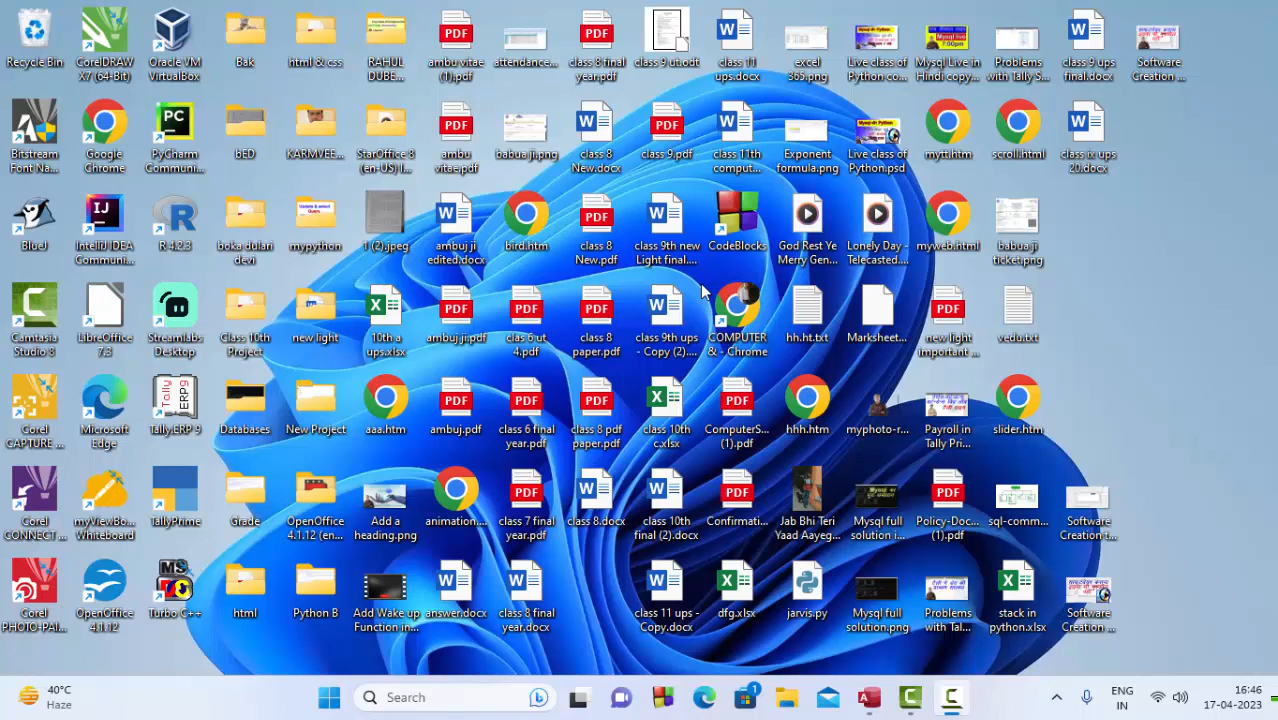 Recycle Bin
CorelDRAW
X7 (64-Bit)
Oracle VM
VirtualBox
Bak
html & css
RAHUL
DUBE...
ambu vitae
(1).pdf
attendance...
class 8 final
year.pdf
class 9 ut.odt
class 11
ups.docx
excel
365.png
Live class of
Python co...
Mysql Live in
Hindi copy...
Problems
with Tally S...
class 9 ups
final.docx
Software
Creation ...
Bitstream
Font Na...
Google
Chrome
PyCharm
Communi...
bED
KARMVEE...
StarOffice 8
(en-US) I...
ambu
vitae.pdf
babua ji.png
class 8
New.docx
class 9.pdf
class 11th
comput...
Exponent
formula.png
Live class of
Python.psd
mytt.htm
scroll.html
class ix ups
20.docx
BlueJ
IntelliJ IDEA
Communi...
R 4.2.3
boka dulari
devi
mypython
1 (2).jpeg
ambuj ji
edited.docx
bird.htm
class 8
New.pdf
class 9th new
Light final....
CodeBlocks
God Rest Ye
Merry Gen...
Lonely Day -
Telecasted....
myweb.html
babua ji
ticket.png
Camtasia
Studio 8
LibreOffice
7.3
Streamlabs
Desktop
Class 10th
Project
new light
10th a
ups.xlsx
ambuj ji.pdf
clas 6 ut
4.pdf
class 8
paper.pdf
class 9th ups
- Copy (2)....
COMPUTER
& - Chrome
hh.ht.txt
Marksheet...
new light
important ...
vedu.txt
Corel
CAPTURE ...
Microsoft
Edge
Tally.ERP 9
Databases
New Project
aaa.htm
ambuj.pdf
class 6 final
year.pdf
class 8 pdf
paper.pdf
class 10th
c.xlsx
ComputerS...
(1).pdf
hhh.htm
myphoto-r...
Payroll in
Tally Pri...
slider.htm
Corel
CONNECT ...
myViewBo...
Whiteboard
TallyPrime
Grade
OpenOffice
4.1.12 (en...
Add a
heading.png
animation....
class 7 final
year.pdf
class 8.docx
class 10th
final (2).docx
Confirmati...
Jab Bhi Teri
Yaad Aayeg...
Mysql full
solution i...
Policy-Doc...
(1).pdf
sql-comm...
Software
Creation t...
Corel
PHOTO-PAI...
OpenOffice
4.1.12
Turbo C++
html
Python B
Add Wake up
Function in...
answer.docx
class 8 final
year.docx
class 11 ups -
Copy.docx
dfg.xlsx
jarvis.py
Mysql full
solution.png
Problems
with Tal...
stack in
python.xlsx
Software
Creation ...
40°C
Haze
Search
1
ENG
IN
16:46
17-04-2023